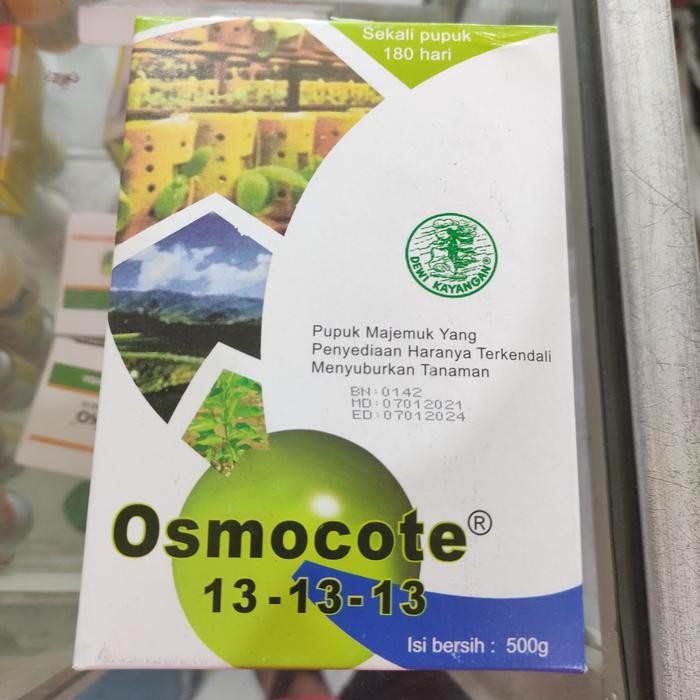 Sekali pupuk
180 hari
DEWI KAYANGAN®
Pupuk Majemuk Yang
Penyediaan Haranya Terkendali
Menyuburkan Tanaman
BN:0142
MD:07012021
ED:07012024
Osmocote®
13-13-13
Isi bersih : 500g